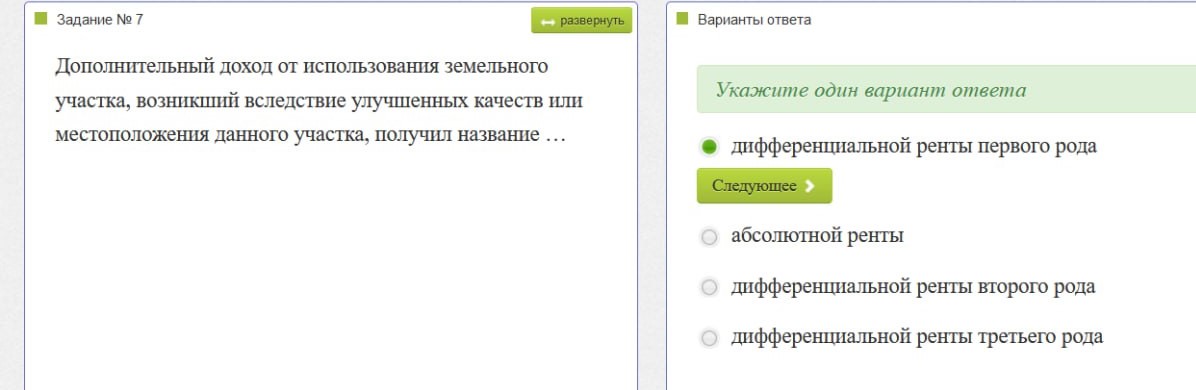 Задание № 7
развернуть
Дополнительный доход от использования земельного
участка, возникший вследствие улучшенных качеств или
местоположения данного участка, получил название …
Варианты ответа
Укажите один вариант ответа
дифференциальной ренты первого рода
Следующее
абсолютной ренты
дифференциальной ренты второго рода
дифференциальной ренты третьего рода